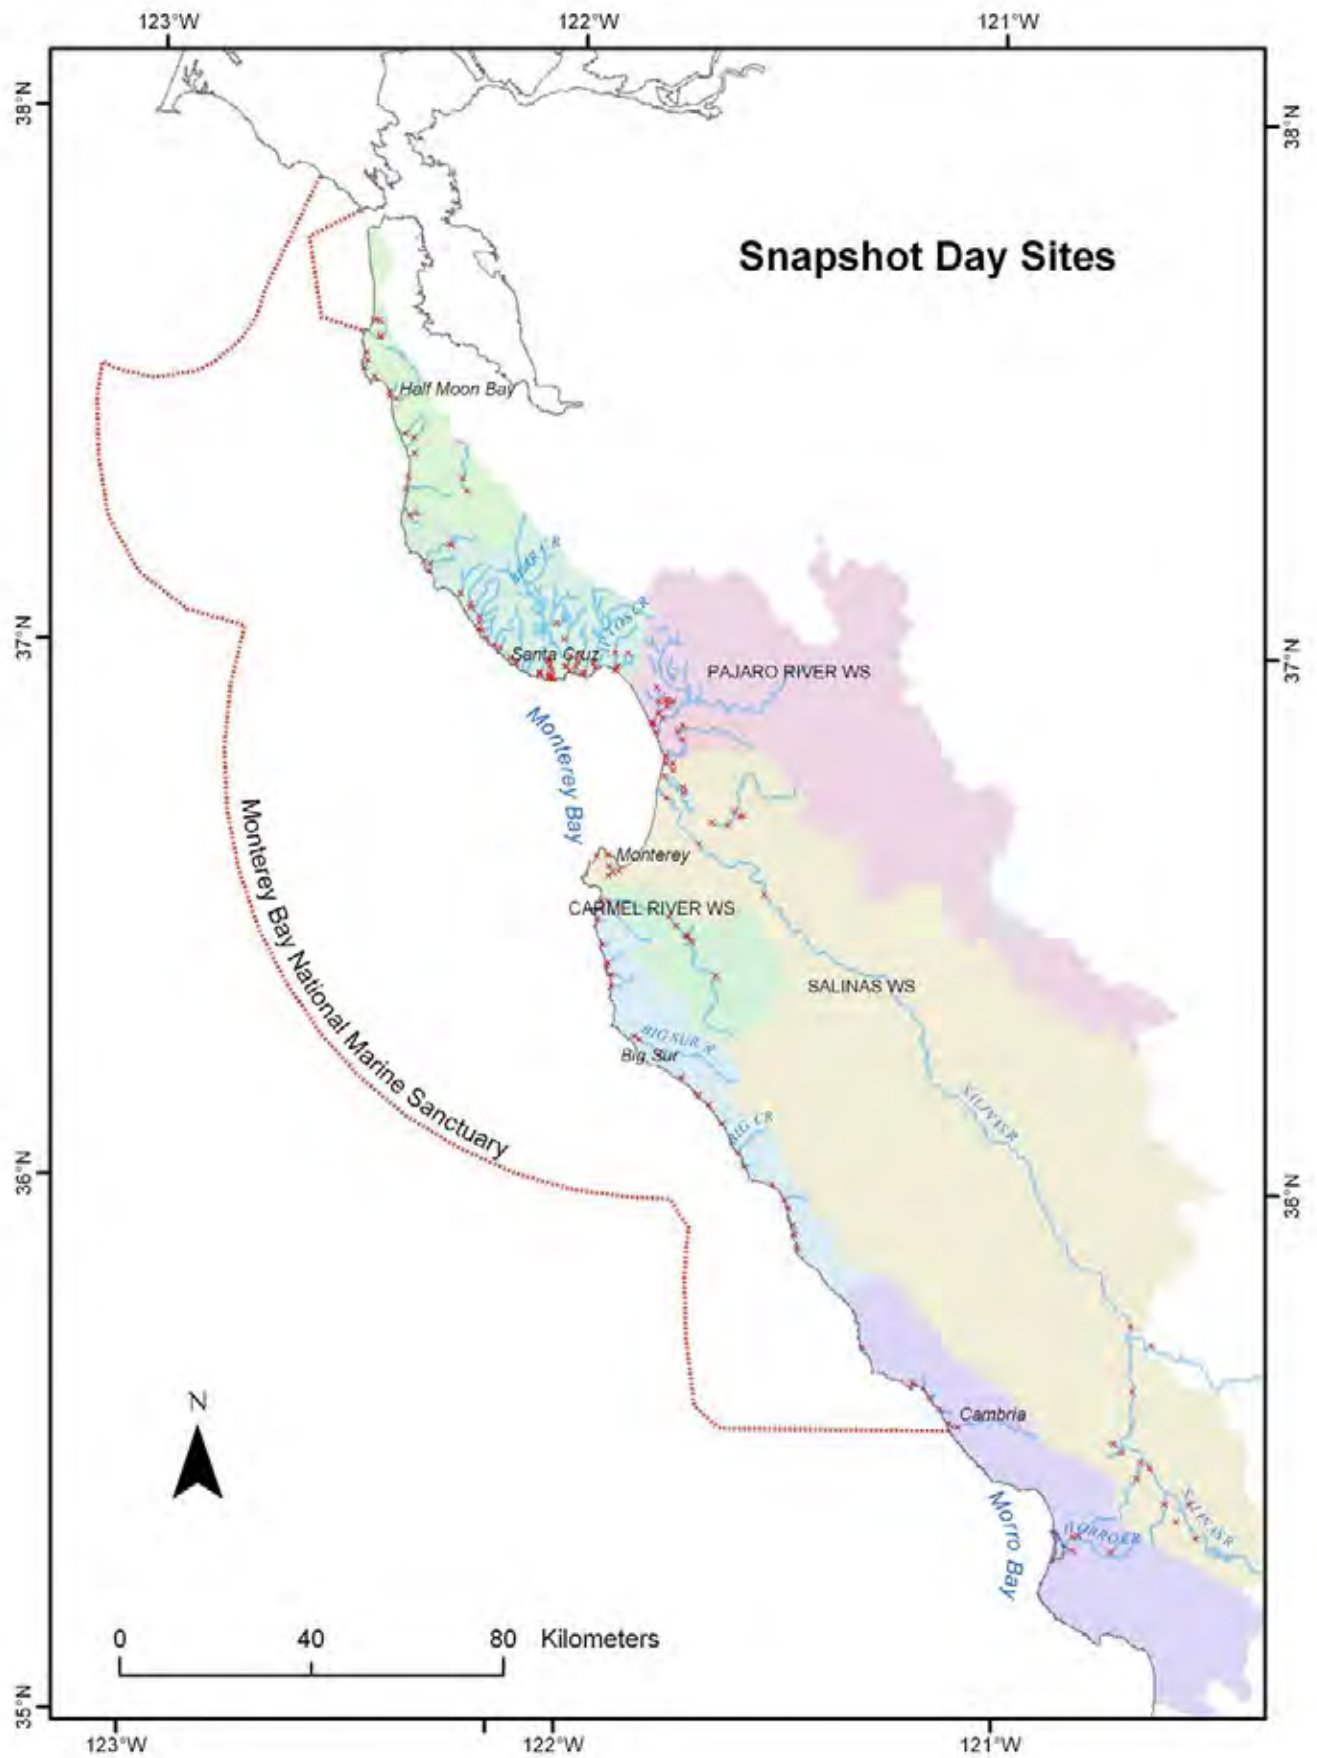 123°W 122°W 121°W
38°N
38°N
Snapshot Day Sites
Half Moon Bay
37°N
Santa Cruz
37°N
PAJARO RIVER WS
Monterey Bay
Monterey Bay National Marine Sanctuary
Monterey
CARMEL RIVER WS
SALINAS WS
BIG SUR R
Big Sur
BIG CR
36°N
36°N
N
Cambria
Morro Bay
0 40 80 Kilometers
35°N
123°W 122°W 121°W